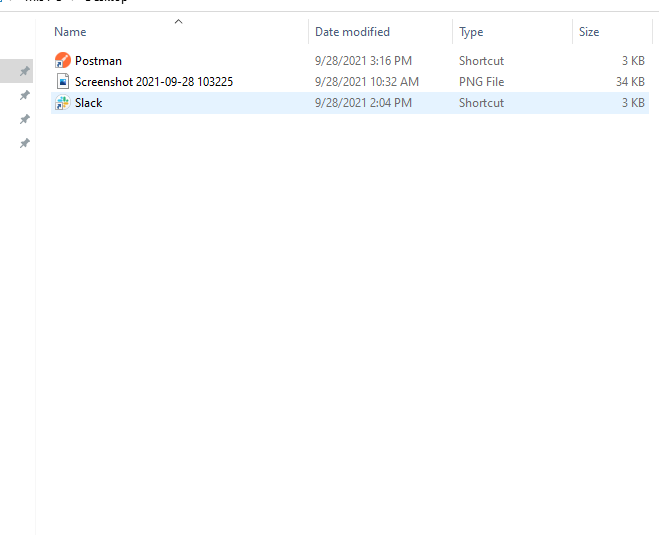 Desktop
Name Date modified Type Size
Postman 9/28/2021 3:16 PM Shortcut 3 KB
Screenshot 2021-09-28 103225 9/28/2021 10:32 AM PNG File 34 KB
Slack 9/28/2021 2:04 PM Shortcut 3 KB